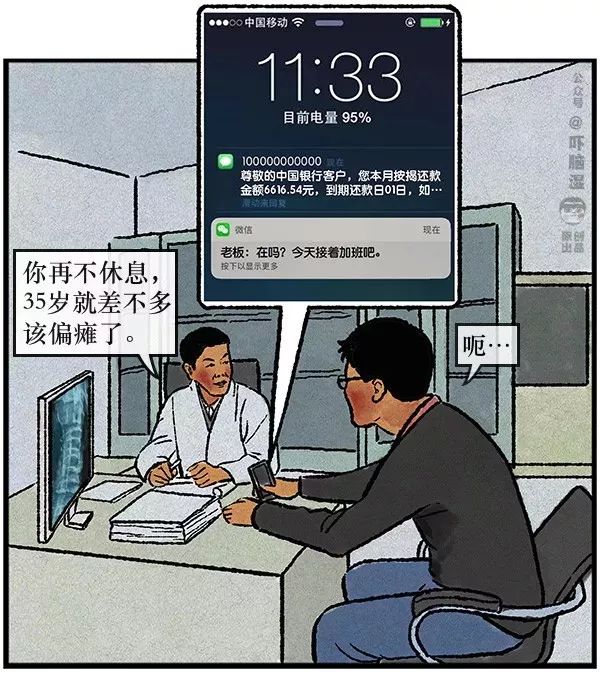 中国移动
11:33
目前电量 95%
100000000000 现在
尊敬的中国银行客户，您本月按揭还款
金额6616.54元，到期还款日01日，如…
滑动来回复
微信 现在
老板：在吗？今天接着加班吧。
按下以显示更多
你再不休息，
35岁就差不多
该偏瘫了。
呃…
公众号@坏脑湿
原创出品